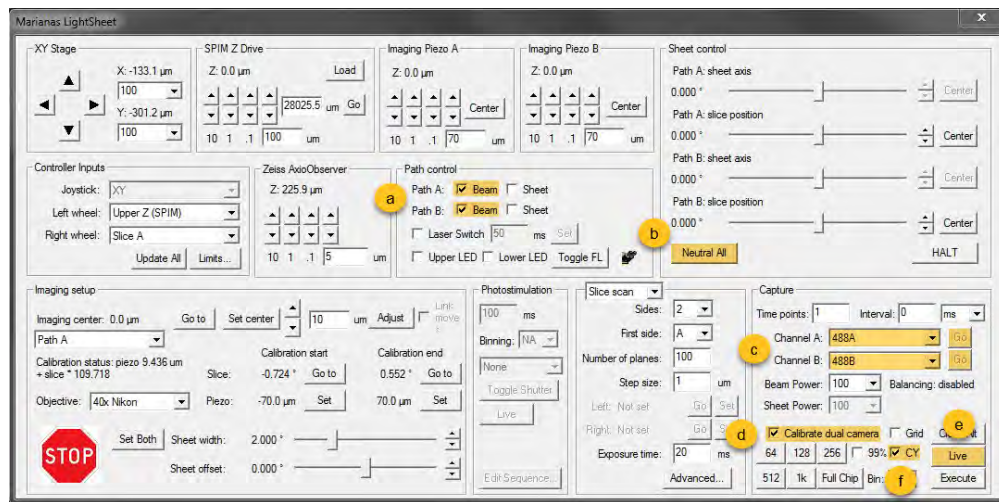 Marianas LightSheet
x
XY Stage
X: -133.1 µm
100
Y: -301.2 µm
100
SPIM Z Drive
Z: 0.0 µm
Load
28025.5 um Go
10 1 .1 100 um
Imaging Piezo A
Z: 0.0 µm
Center
10 1 .1 70 um
Imaging Piezo B
Z: 0.0 µm
Center
10 1 .1 70 um
Sheet control
Path A: sheet axis
0.000 ° Center
Path A: slice position
0.000 ° Center
Path B: sheet axis
0.000 ° Center
Path B: slice position
0.000 ° Center
b
Neutral All HALT
Controller Inputs
Joystick: XY
Left wheel: Upper Z (SPIM)
Right wheel: Slice A
Update All Limits...
Zeiss AxioObserver
Z: 225.9 µm
10 1 .1 5 um
Path control
a
Path A: Beam Sheet
Path B: Beam Sheet
Laser Switch 50 ms Set
Upper LED Lower LED Toggle FL
Imaging setup
Imaging center: 0.0 µm Go to Set center 10 um Adjust Link move
Path A
Calibration status: piezo 9.436 um
+ slice * 109.718
Calibration start Calibration end
Slice: -0.724 ° Go to 0.552 ° Go to
Objective: 40x Nikon Piezo: -70.0 µm Set 70.0 µm Set
STOP
Set Both Sheet width: 2.000 °
Sheet offset: 0.000 °
Photostimulation
100 ms
Binning: NA
None
Toggle Shutter
Live
Edit Sequence...
Slice scan
Sides: 2
First side: A
Number of planes: 100
Step size: 1 um
Left: Not set Go Set
Right: Not set Go
Exposure time: 20 ms
Advanced...
Capture
Time points: 1 Interval: 0 ms
c
Channel A: 488A Go
Channel B: 488B Go
Beam Power: 100 Balancing: disabled
Sheet Power: 100
d
e
Calibrate dual camera Grid
64 128 256 99% CY Live
f
512 1k Full Chip Bin: Execute